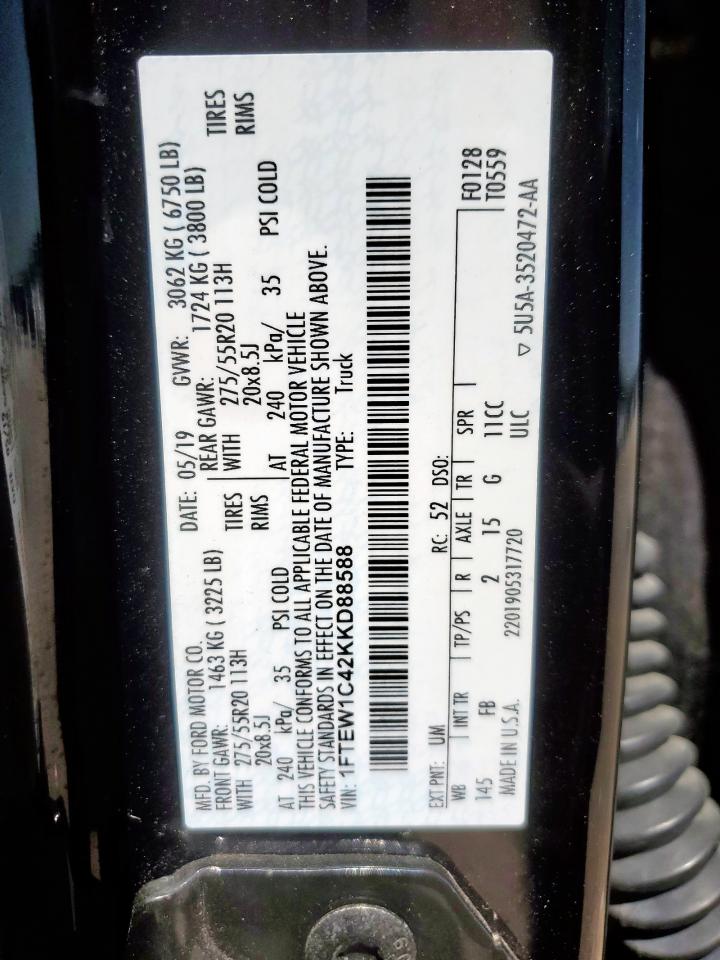 MFD. BY FORD MOTOR CO. DATE: 05/19 GVWR: 3062 KG ( 6750 LB)
FRONT GAWR: 1463 KG ( 3225 LB) REAR GAWR: 1724 KG ( 3800 LB)
WITH 275/55R20 113H TIRES WITH 275/55R20 113H TIRES
20x8.5J RIMS 20x8.5J RIMS
AT 240 kPa/ 35 PSI COLD AT 240 kPa/ 35 PSI COLD
THIS VEHICLE CONFORMS TO ALL APPLICABLE FEDERAL MOTOR VEHICLE
SAFETY STANDARDS IN EFFECT ON THE DATE OF MANUFACTURE SHOWN ABOVE.
VIN: 1FTEW1C42KKD88588 TYPE: Truck
EXT PNT: UM RC: 52 DSO:
WB INT TR TP/PS R AXLE TR SPR F0128
145 FB 2 15 G 11CC T0559
ULC
MADE IN U.S.A. 2201905317720 ▽ 5U5A-3520472-AA